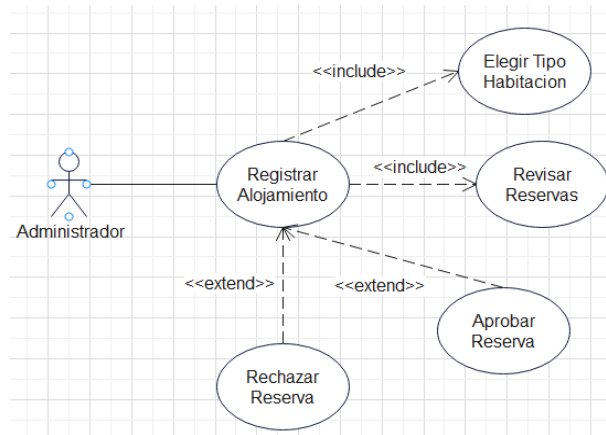 Elegir Tipo
Habitacion
<<include>>
Registrar
Alojamiento
<<include>>
Revisar
Reservas
Administrador
<<extend>>
<<extend>>
Aprobar
Reserva
Rechazar
Reserva